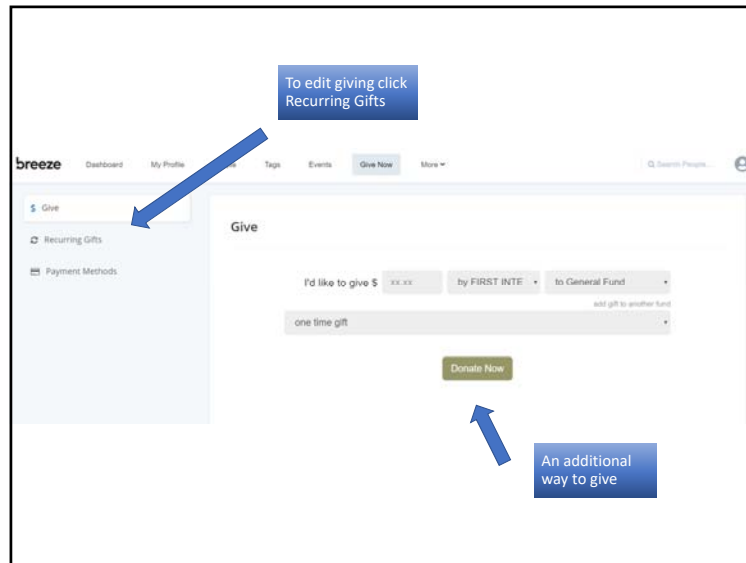 To edit giving click
Recurring Gifts
breeze Dashboard My Profile Tags Events Give Now More Search People...
$ Give
Recurring Gifts
Payment Methods
Give
I'd like to give $ xx.xx by FIRST INTE to General Fund
add gift to another fund
one time gift
Donate Now
An additional
way to give